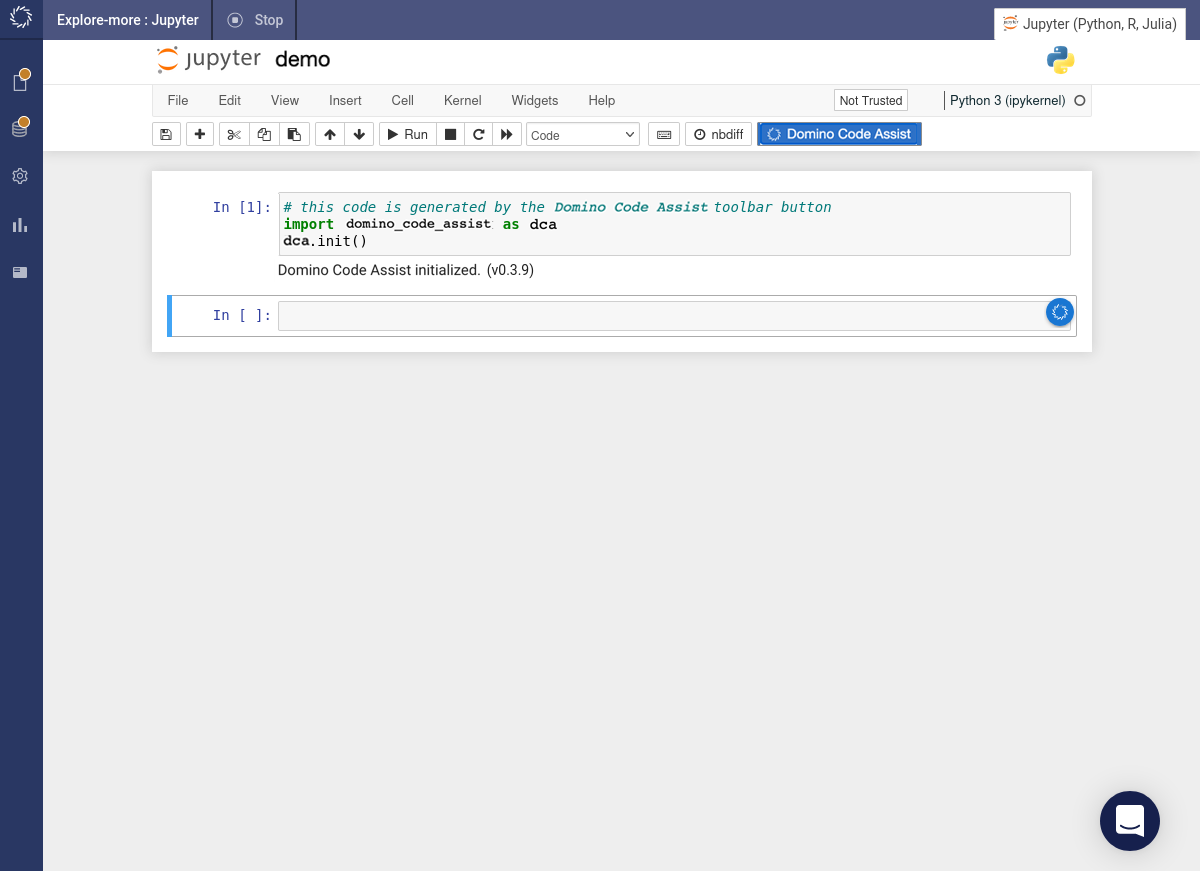 Explore-more : Jupyter
Stop
Jupyter (Python, R, Julia)
jupyter demo
File Edit View Insert Cell Kernel Widgets Help
Not Trusted
Python 3 (ipykernel)
Run
Code
nbdiff
Domino Code Assist
In [1]:
# this code is generated by the Domino Code Assist toolbar button
import domino_code_assist as dca
dca.init()
Domino Code Assist initialized. (v0.3.9)
In [ ]: